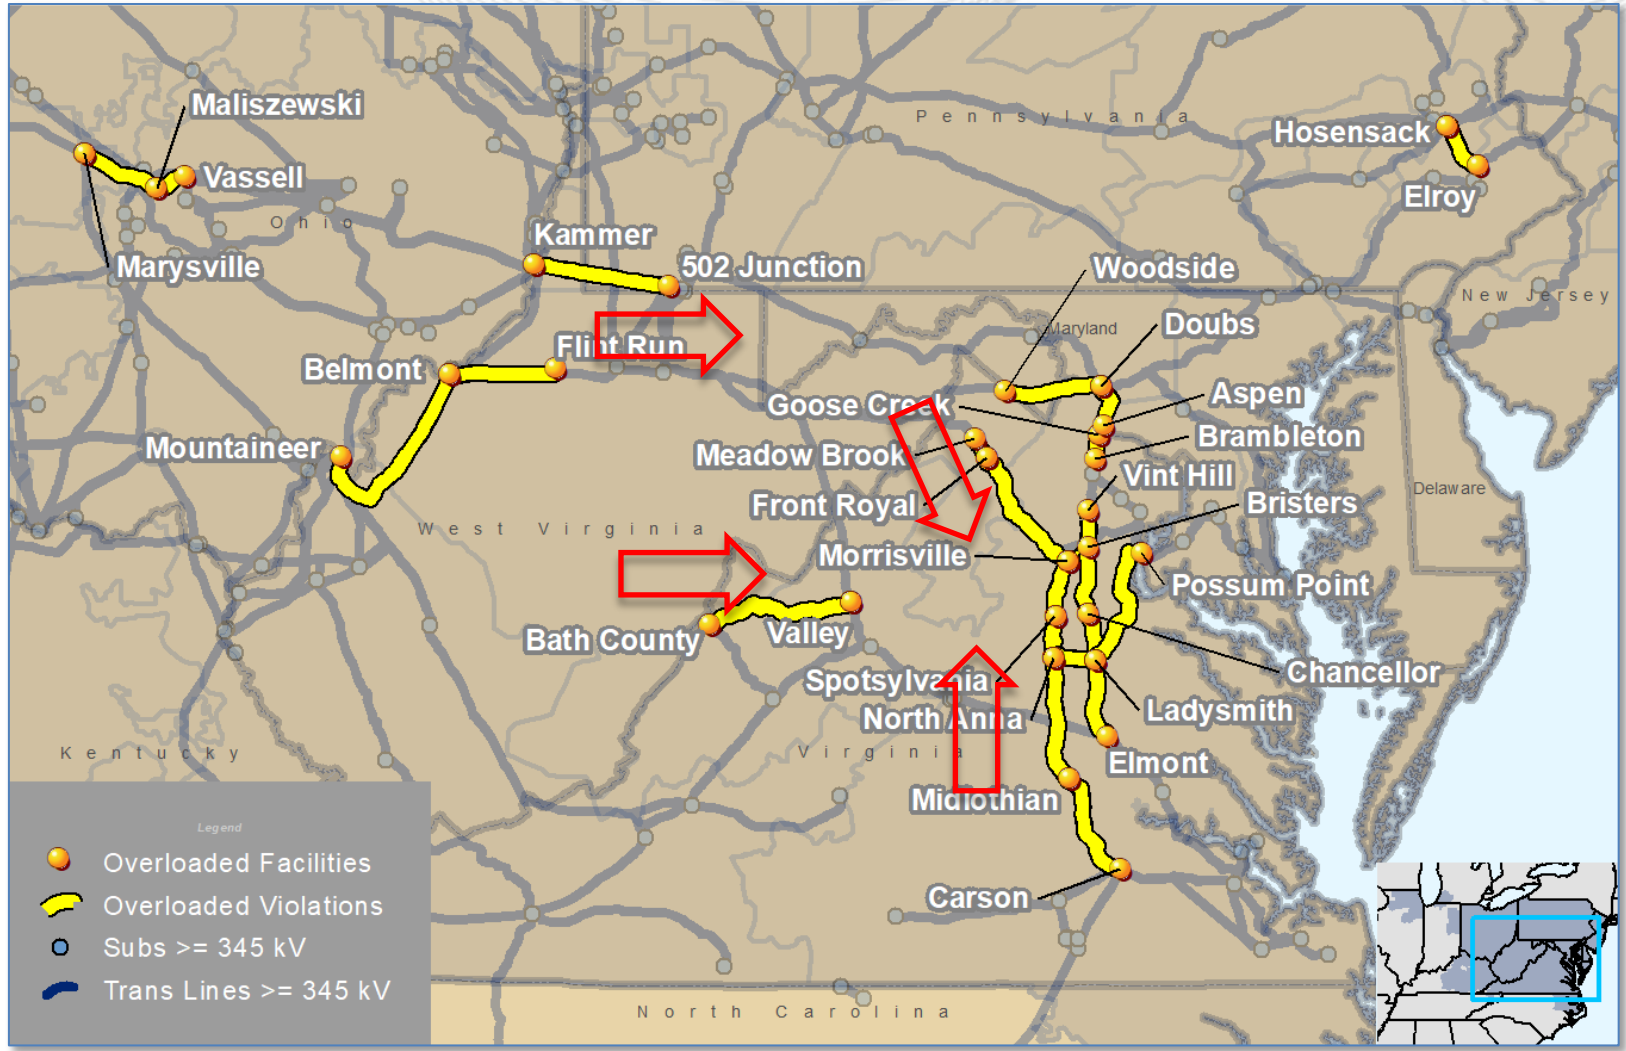 Maliszewski
Pennsylvania
Hosensack
Vassell
Elroy
Ohio
Kammer
Marysville
502 Junction
Woodside
New Jersey
Maryland
Doubs
Flint Run
Belmont
Goose Creek
Aspen
Mountaineer
Meadow Brook
Brambleton
Vint Hill
Delaware
Front Royal
Bristers
West Virginia
Morrisville
Possum Point
Bath County
Valley
Chancellor
Spotsylvania
North Anna
Ladysmith
Kentucky
Virginia
Elmont
Midlothian
Legend
Overloaded Facilities
Carson
Overloaded Violations
Subs >= 345 kV
Trans Lines >= 345 kV
North Carolina